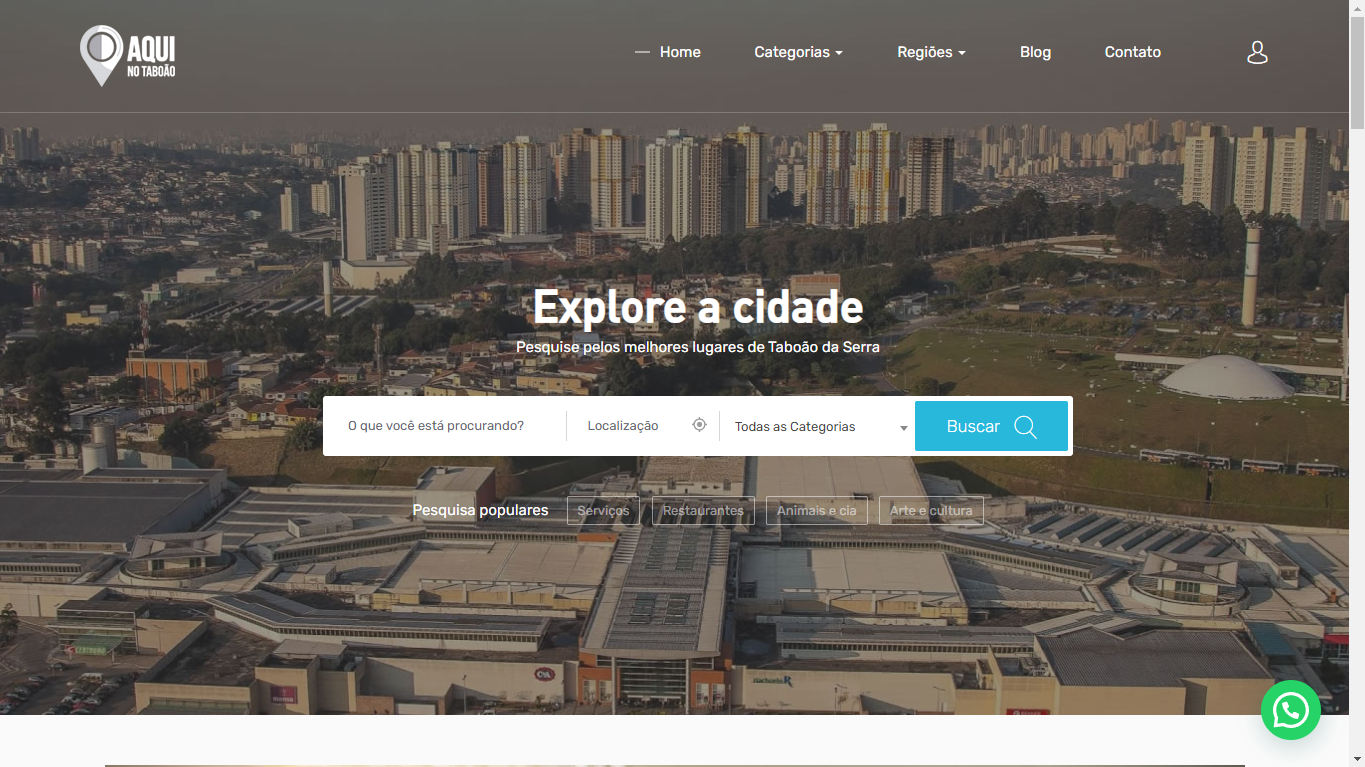 AQUI
NO TABOÃO
Home
Categorias
Regiões
Blog
Contato
Explore a cidade
Pesquise pelos melhores lugares de Taboão da Serra
O que você está procurando?
Localização
Todas as Categorias
Buscar
Pesquisa populares
Serviços
Restaurantes
Animais e cia
Arte e cultura
C&A